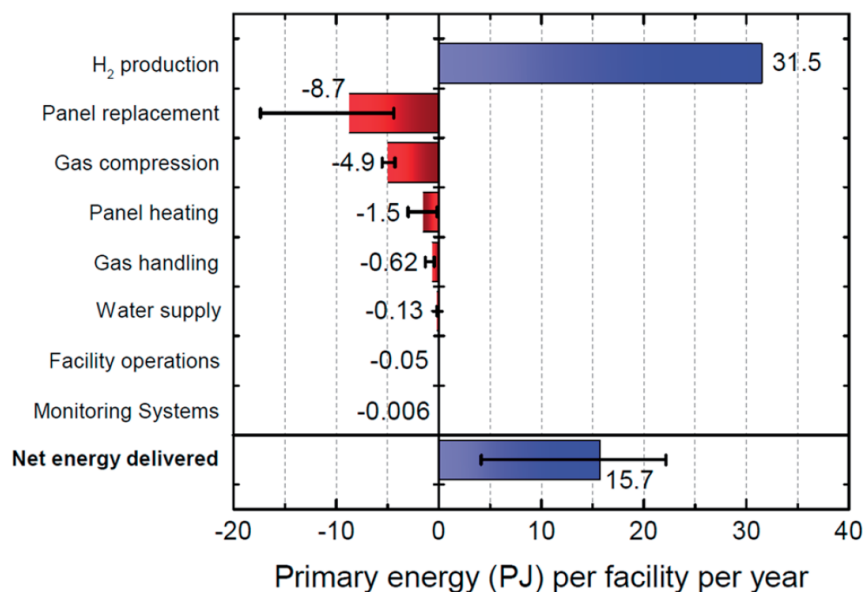 H₂ production
31.5
-8.7
Panel replacement
Gas compression
-4.9
Panel heating
-1.5
Gas handling
-0.62
Water supply
-0.13
Facility operations
-0.05
Monitoring Systems
-0.006
Net energy delivered
15.7
-20 -10 0 10 20 30 40
Primary energy (PJ) per facility per year